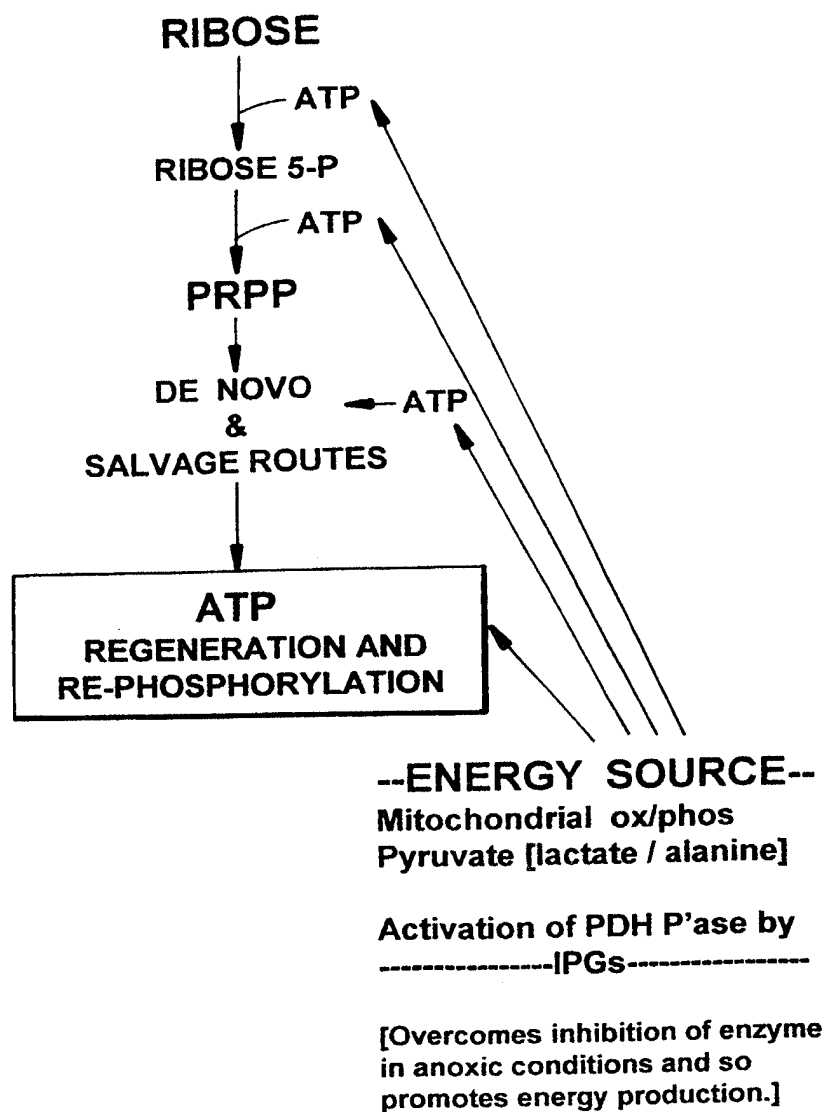 RIBOSE
ATP
RIBOSE 5-P
ATP
PRPP
DE NOVO
ATP
&
SALVAGE ROUTES
ATP
REGENERATION AND
RE-PHOSPHORYLATION
--ENERGY SOURCE--
Mitochondrial ox/phos
Pyruvate [lactate / alanine]
Activation of PDH P'ase by
----------------IPGs-----------------
[Overcomes inhibition of enzyme
in anoxic conditions and so
promotes energy production.]